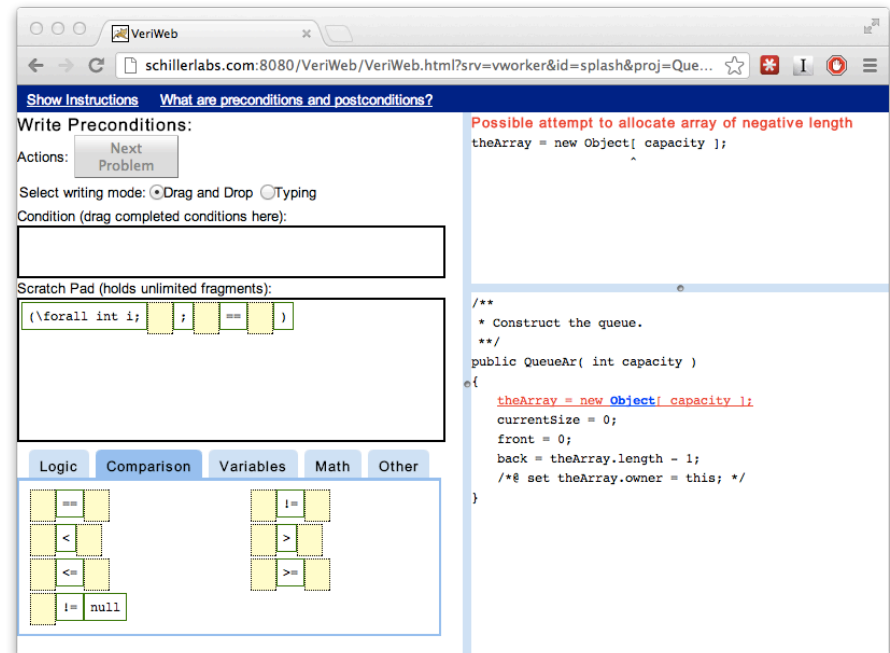 VeriWeb
schillerlabs.com:8080/VeriWeb/VeriWeb.html?srv=vworker&id=splash&proj=Que...
Show Instructions What are preconditions and postconditions?
Write Preconditions:
Actions: Next Problem
Select writing mode: Drag and Drop Typing
Condition (drag completed conditions here):
Scratch Pad (holds unlimited fragments):
(\forall int i; ; == )
Logic Comparison Variables Math Other
== !=
< >
<= >=
!= null
Possible attempt to allocate array of negative length
theArray = new Object[ capacity ];
^
/**
* Construct the queue.
**/
public QueueAr( int capacity )
{
theArray = new Object[ capacity ];
currentSize = 0;
front = 0;
back = theArray.length - 1;
/*@ set theArray.owner = this; */
}